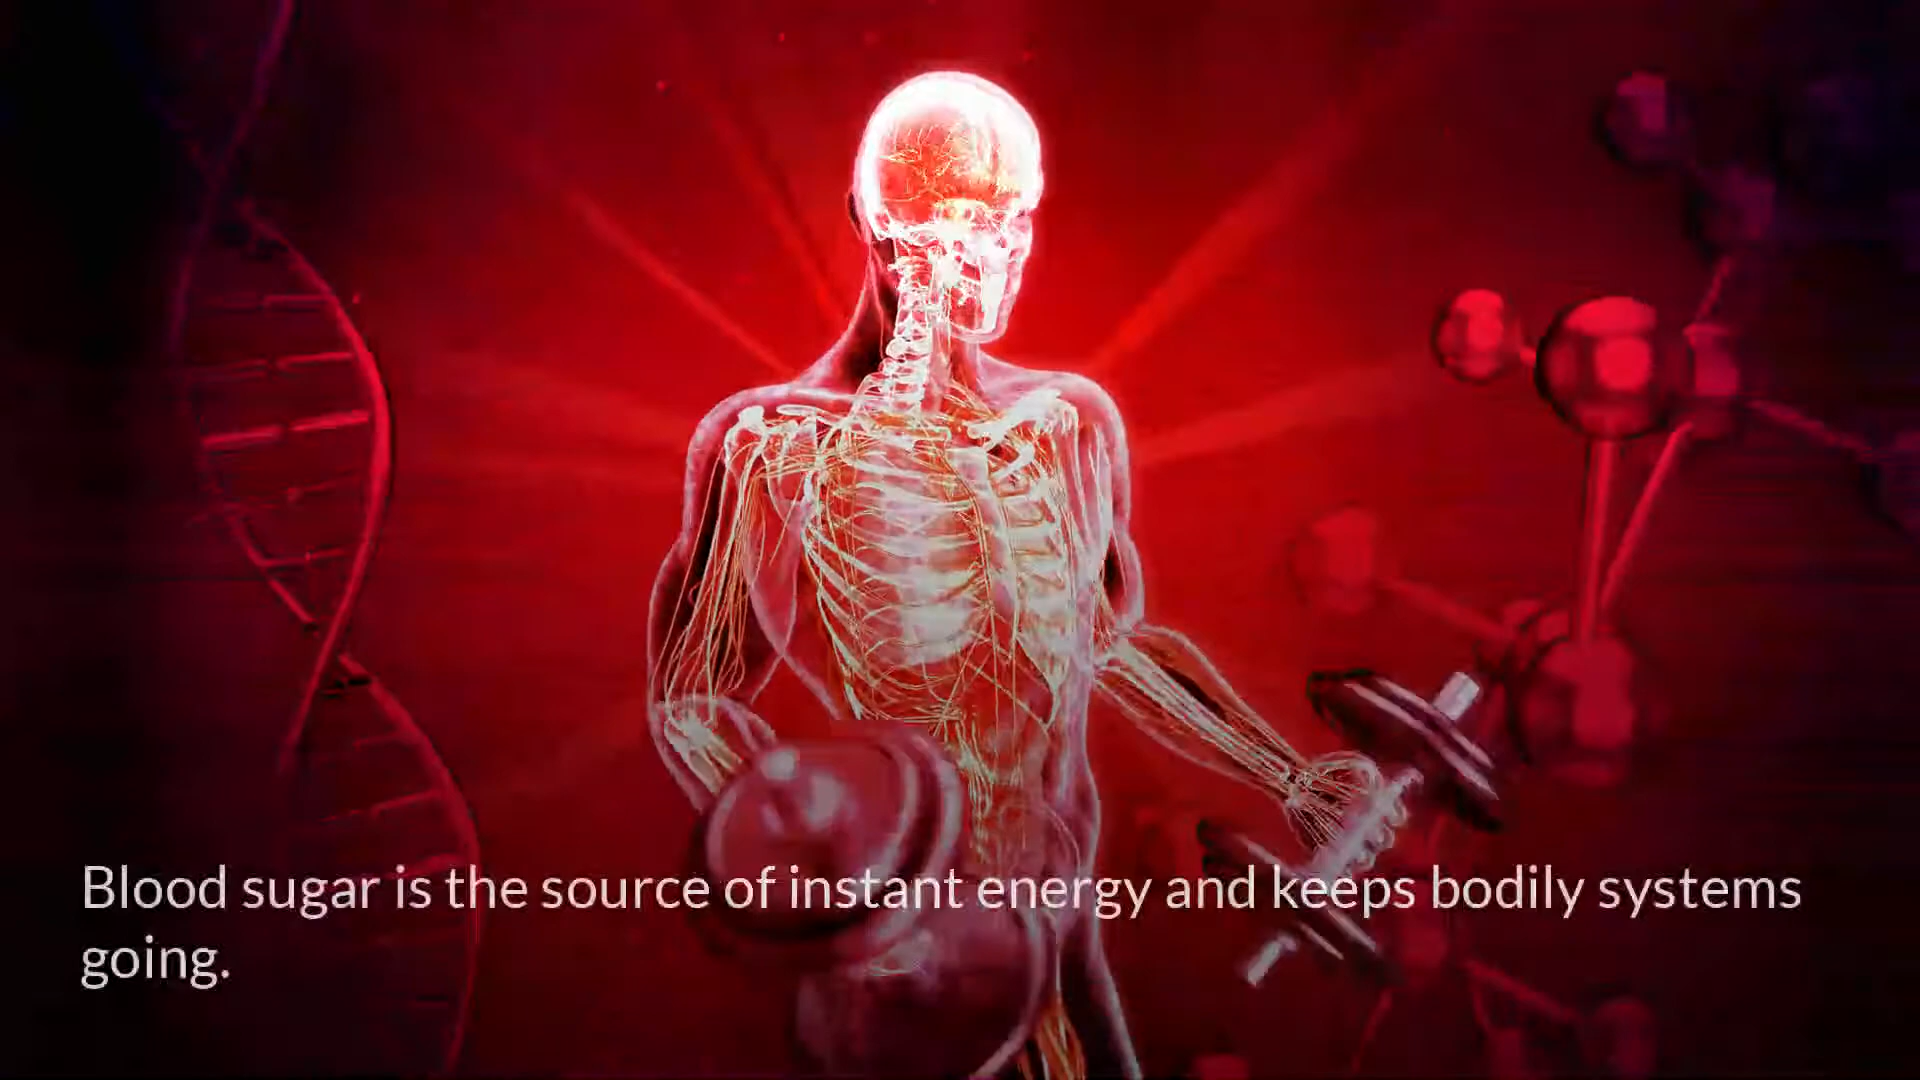 Blood sugar is the source of instant energy and keeps bodily systems
going.